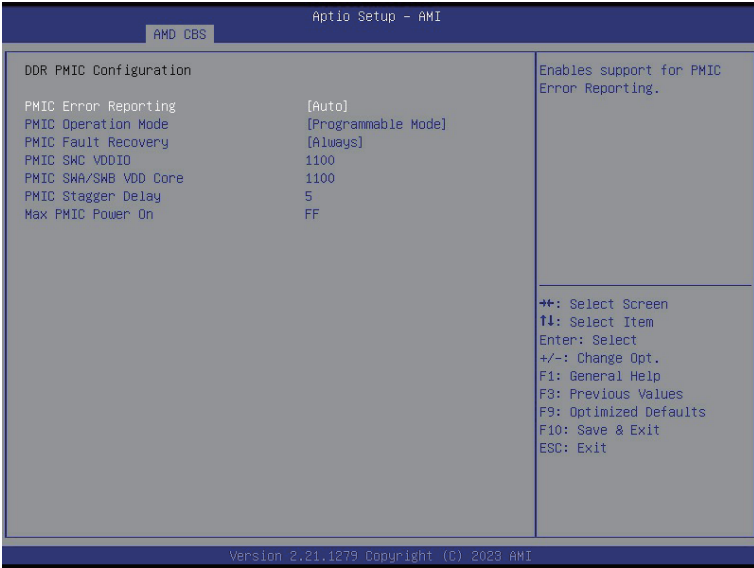 Aptio Setup – AMI
AMD CBS
DDR PMIC Configuration
PMIC Error Reporting [Auto]
PMIC Operation Mode [Programmable Mode]
PMIC Fault Recovery [Always]
PMIC SWC VDDIO 1100
PMIC SWA/SWB VDD Core 1100
PMIC Stagger Delay 5
Max PMIC Power On FF
Enables support for PMIC
Error Reporting.
→←: Select Screen
↑↓: Select Item
Enter: Select
+/-: Change Opt.
F1: General Help
F3: Previous Values
F9: Optimized Defaults
F10: Save & Exit
ESC: Exit
Version 2.21.1279 Copyright (C) 2023 AMI